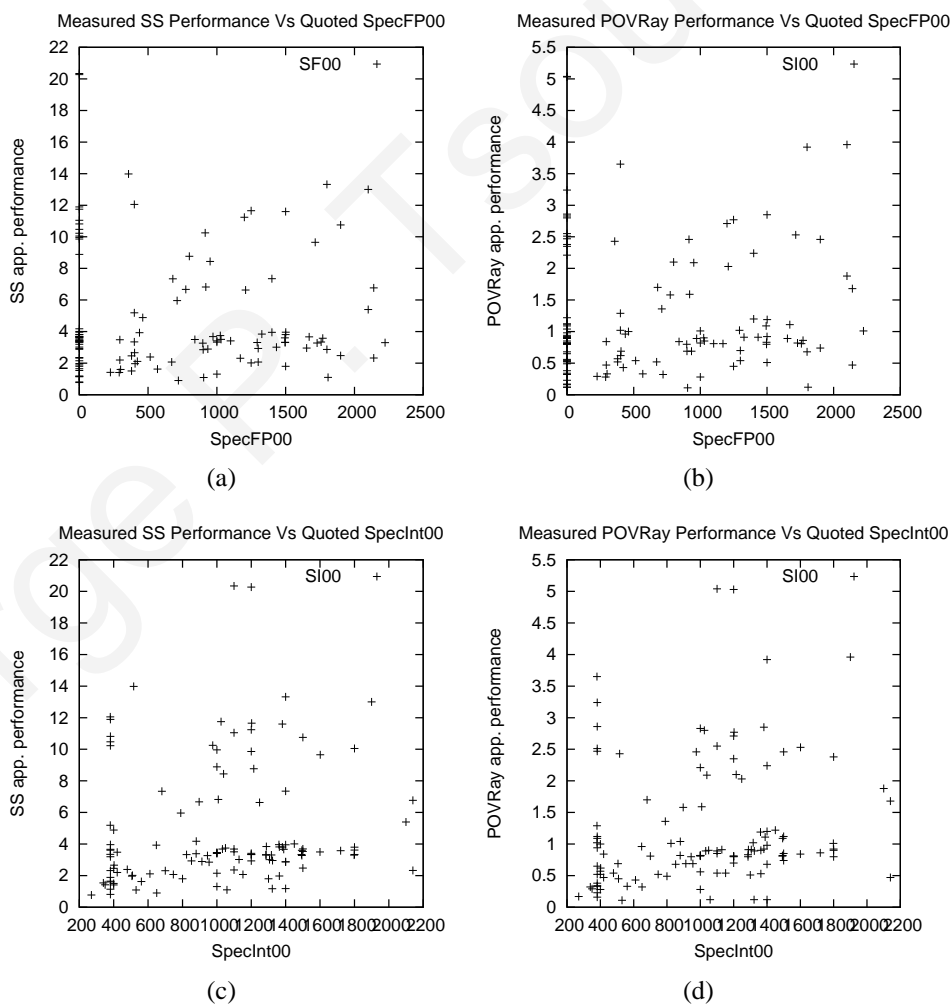 Measured SS Performance Vs Quoted SpecFP00
22
20
18
16
14
12
10
8
6
4
2
0
SS app. performance
SF00
0 500 1000 1500 2000 2500
SpecFP00
(a)
Measured POVRay Performance Vs Quoted SpecFP00
5.5
5
4.5
4
3.5
3
2.5
2
1.5
1
0.5
0
POVRay app. performance
SI00
0 500 1000 1500 2000 2500
SpecFP00
(b)
Measured SS Performance Vs Quoted SpecInt00
22
20
18
16
14
12
10
8
6
4
2
0
SS app. performance
SI00
200 400 600 800 1000 1200 1400 1600 1800 2000 2200
SpecInt00
(c)
Measured POVRay Performance Vs Quoted SpecInt00
5.5
5
4.5
4
3.5
3
2.5
2
1.5
1
0.5
0
POVRay app. performance
SI00
200 400 600 800 1000 1200 1400 1600 1800 2000 2200
SpecInt00
(d)
rge P. Tsou